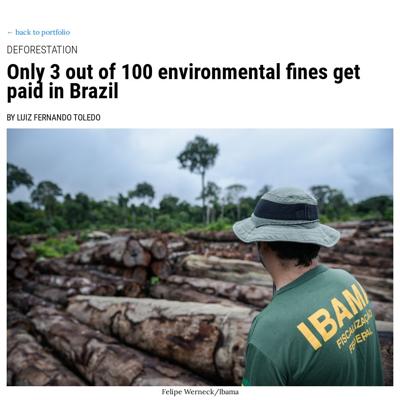 ← back to portfolio
DEFORESTATION
Only 3 out of 100 environmental fines get
paid in Brazil
BY LUIZ FERNANDO TOLEDO
IBAMA
FISCALIZAÇÃO
FEDERAL
Felipe Werneck/Ibama